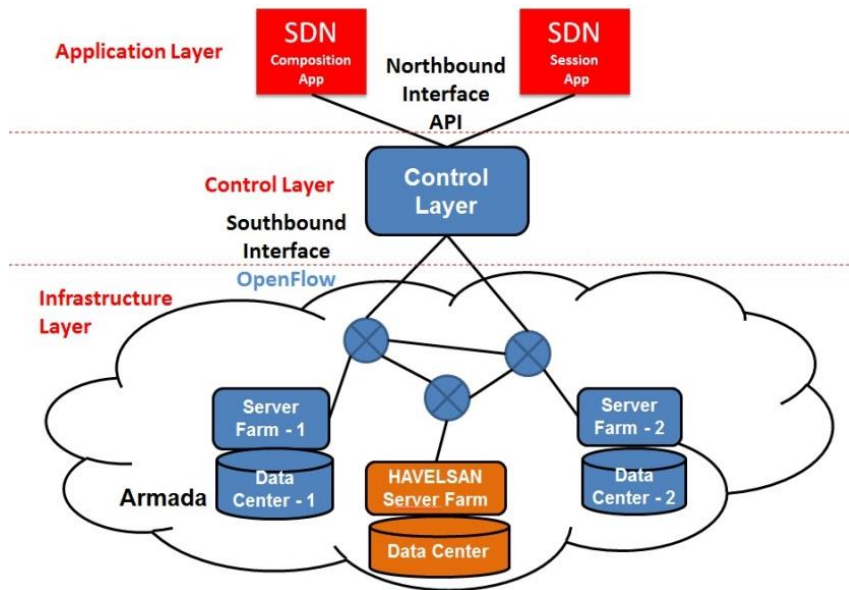 SDN
Composition
App
SDN
Session
App
Application Layer
Northbound
Interface
API
Control Layer
Control
Layer
Southbound
Interface
OpenFlow
Infrastructure
Layer
Server
Farm - 1
Data
Center - 1
Armada
HAVELSAN
Server Farm
Data Center
Server
Farm - 2
Data
Center - 2